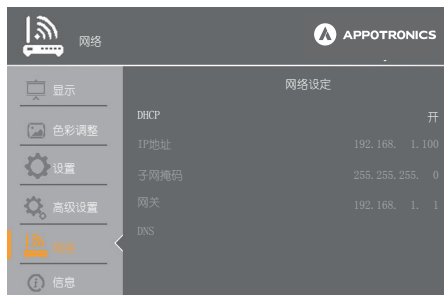 网络
APPOTRONICS
显示
色彩调整
设置
高级设置
信息
网络设定
DHCP 开
IP地址 192.168. 1.100
子网掩码 255.255.255. 0
网关 192.168. 1. 1
DNS